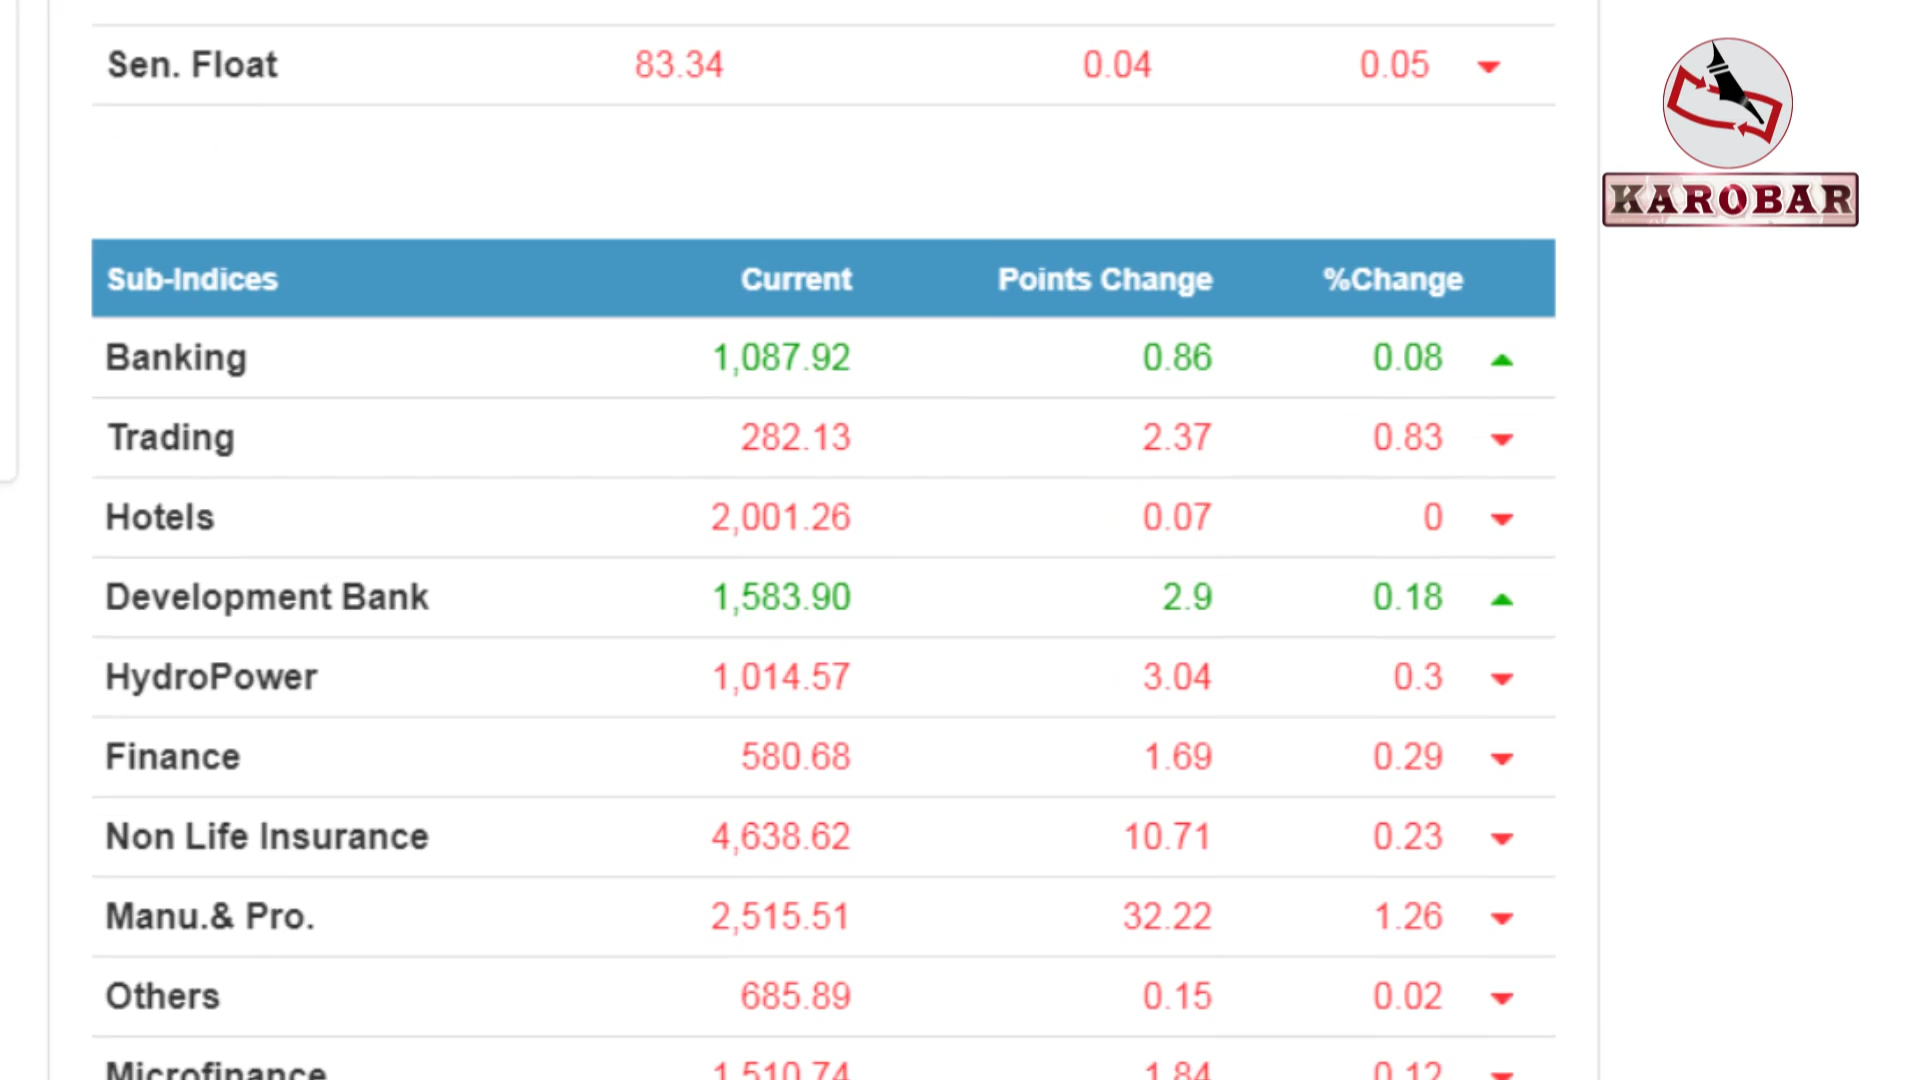 Sen. Float 83.34 0.04 0.05
KAROBAR
Sub-Indices Current Points Change %Change
Banking 1,087.92 0.86 0.08
Trading 282.13 2.37 0.83
Hotels 2,001.26 0.07 0
Development Bank 1,583.90 2.9 0.18
HydroPower 1,014.57 3.04 0.3
Finance 580.68 1.69 0.29
Non Life Insurance 4,638.62 10.71 0.23
Manu.& Pro. 2,515.51 32.22 1.26
Others 685.89 0.15 0.02
Microfinance 1,510.74 1.84 0.12